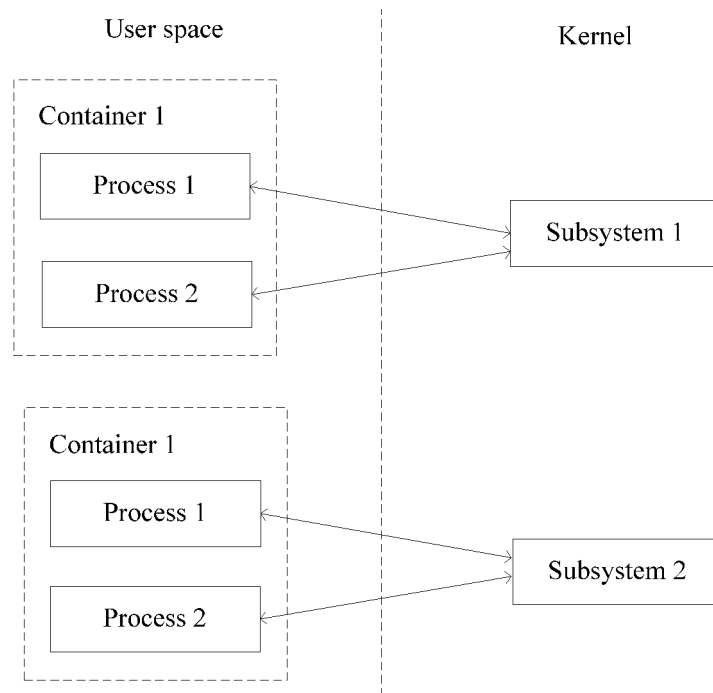 User space
Kernel
Container 1
Process 1
Subsystem 1
Process 2
Container 1
Process 1
Subsystem 2
Process 2